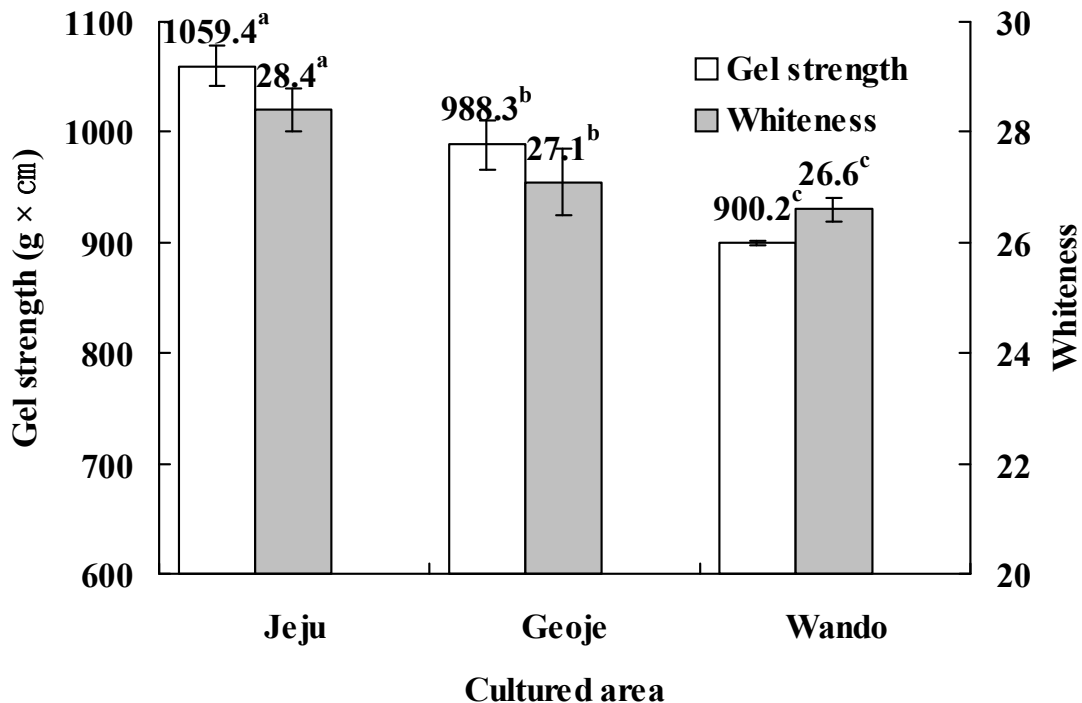 1100
1000
900
800
700
600
Gel strength (g × ㎝)
1059.4ᵃ
28.4ᵃ
988.3ᵇ
27.1ᵇ
900.2ᶜ
26.6ᶜ
Gel strength
Whiteness
30
28
26
24
22
20
Whiteness
Jeju Geoje Wando
Cultured area